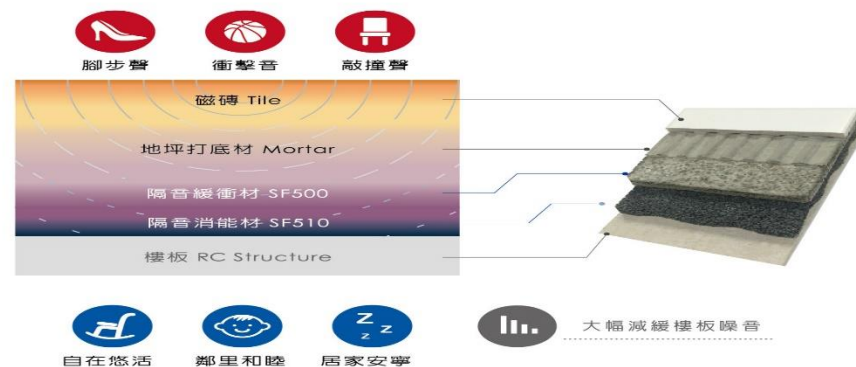 腳步聲 衝擊音 敲撞聲
磁磚 Tile
地坪打底材 Mortar
隔音緩衝材 SF500
隔音消能材 SF510
樓板 RC Structure
自在悠活 鄰里和睦 居家安寧
Z z z z
大幅減緩樓板噪音